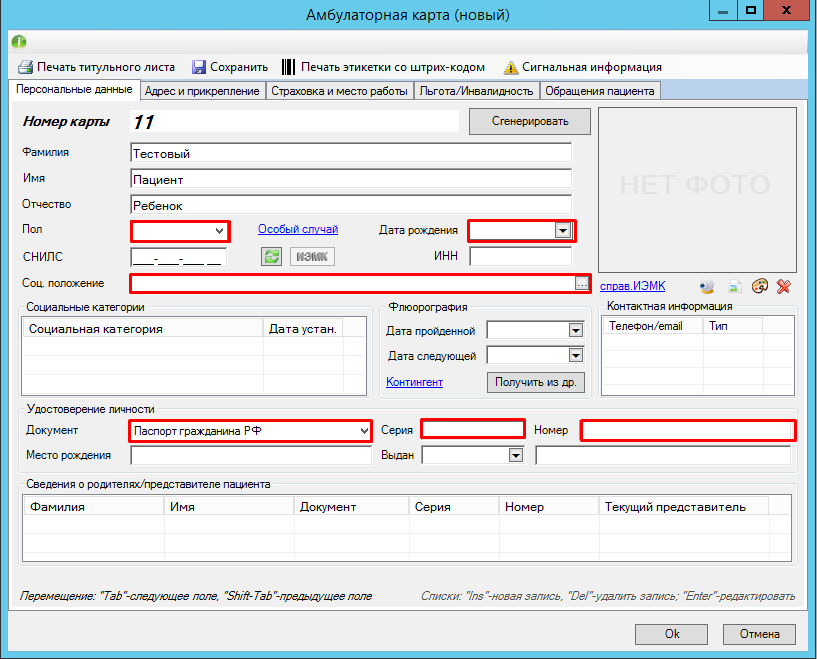 Амбулаторная карта (новый)
Печать титульного листа Сохранить Печать этикетки со штрих-кодом Сигнальная информация
Персональные данные Адрес и прикрепление Страховка и место работы Льгота/Инвалидность Обращения пациента
Номер карты 11 Сгенерировать
Фамилия Тестовый
Имя Пациент
НЕТ ФОТО
Отчество Ребенок
Пол Особый случай Дата рождения
СНИЛС ___-___-___ __ ИЭМК ИНН
Соц. положение ... справ.ИЭМК
Социальные категории Флюорография Контактная информация
Социальная категория Дата устан. Дата пройденной Телефон/email Тип
Дата следующей
Контингент Получить из др.
Удостоверение личности
Документ Паспорт гражданина РФ Серия Номер
Место рождения Выдан
Сведения о родителях/представителе пациента
Фамилия Имя Документ Серия Номер Текущий представитель
Перемещение: "Tab"-следующее поле, "Shift-Tab"-предыдущее поле Списки: "Ins"-новая запись, "Del"-удалить запись; "Enter"-редактировать
Ok Отмена